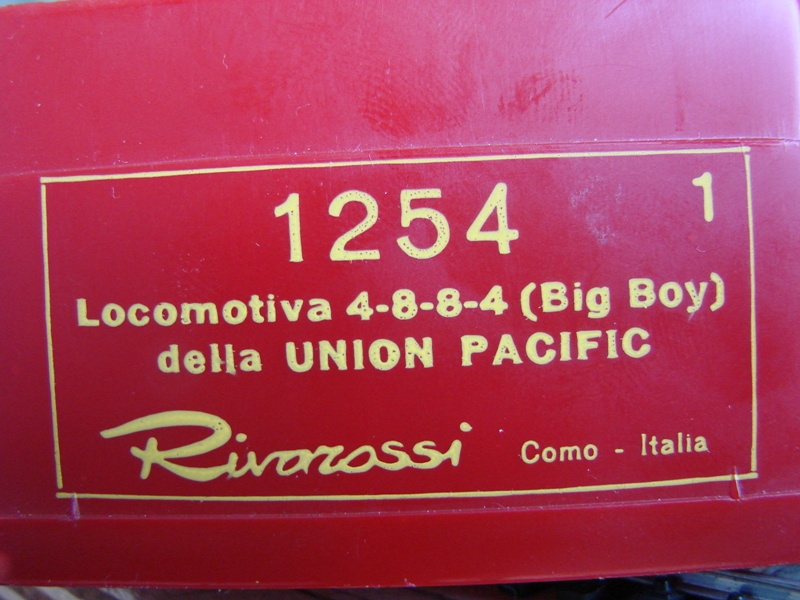 1254 1
Locomotiva 4-8-8-4 (Big Boy)
della UNION PACIFIC
Rivarossi Como - Italia